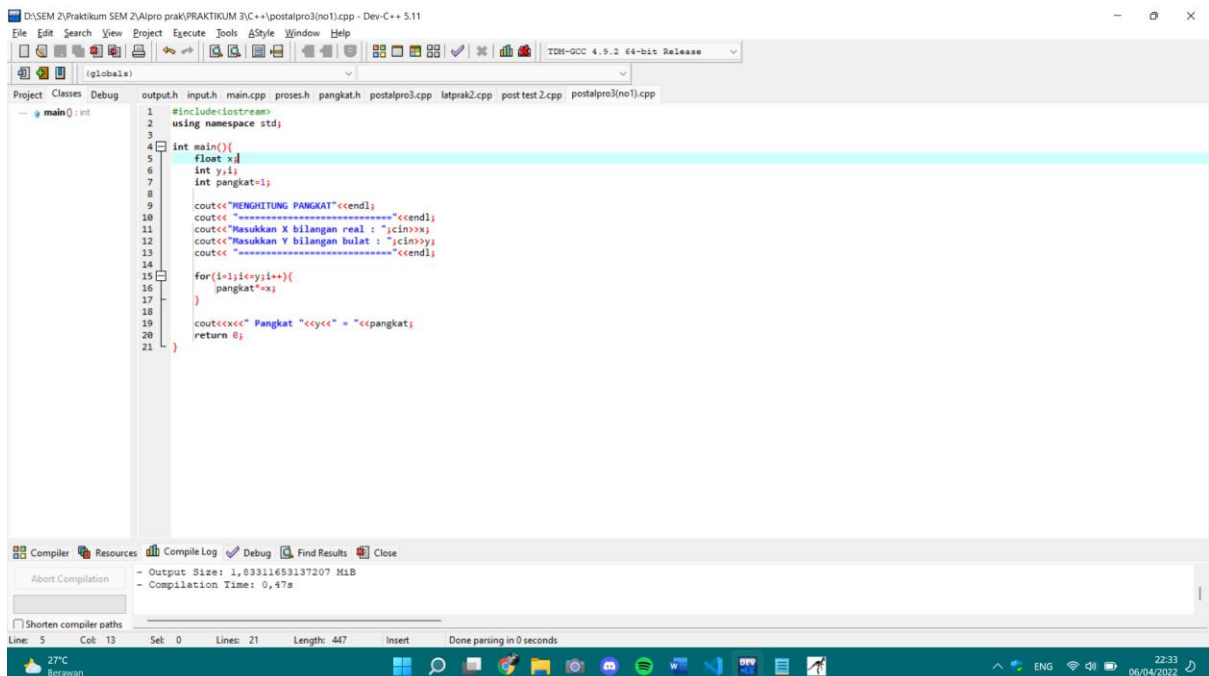 D:\SEM 2\Praktikum SEM 2\Alpro prak\PRAKTIKUM 3\C++\postalpro3(no1).cpp - Dev-C++ 5.11
File Edit Search View Project Execute Tools AStyle Window Help
TDM-GCC 4.9.2 64-bit Release
(globals)
Project Classes Debug output.h input.h main.cpp proses.h pangkat.h postalpro3.cpp latprak2.cpp post test 2.cpp postalpro3(no1).cpp
main() : int
1 #include<iostream>
2 using namespace std;
3
4 int main(){
5 float x;
6 int y,i;
7 int pangkat=1;
8
9 cout<<"MENGHITUNG PANGKAT"<<endl;
10 cout<< "============================"<<endl;
11 cout<<"Masukkan X bilangan real : ";cin>>x;
12 cout<<"Masukkan Y bilangan bulat : ";cin>>y;
13 cout<< "============================"<<endl;
14
15 for(i=1;i<=y;i++){
16 pangkat*=x;
17 }
18
19 cout<<x<<" Pangkat "<<y<<" = "<<pangkat;
20 return 0;
21 }
Compiler Resources Compile Log Debug Find Results Close
Abort Compilation
- Output Size: 1,83311653137207 MiB
- Compilation Time: 0,47s
Shorten compiler paths
Line: 5 Col: 13 Sel: 0 Lines: 21 Length: 447 Insert Done parsing in 0 seconds
27°C
Berawan
ENG
22:33
06/04/2022